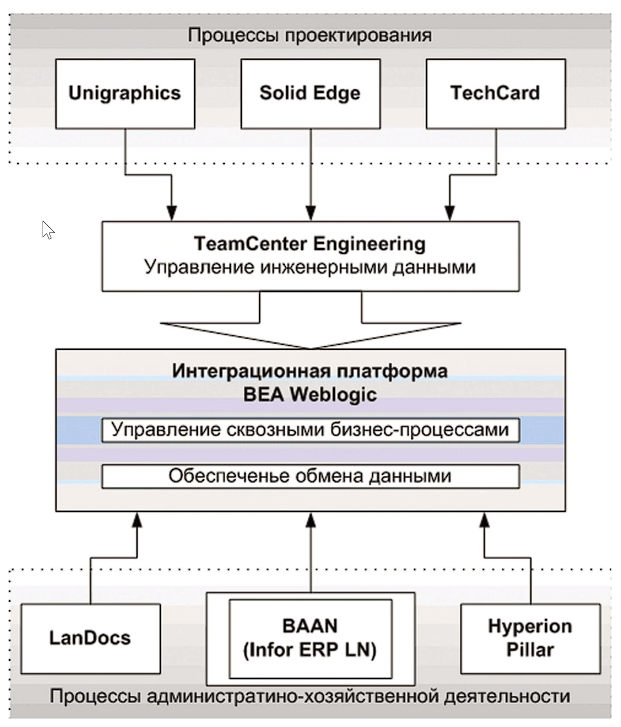 Процессы проектирования
Unigraphics
Solid Edge
TechCard
TeamCenter Engineering
Управление инженерными данными
Интеграционная платформа
BEA Weblogic
Управление сквозными бизнес-процессами
Обеспеченье обмена данными
LanDocs
BAAN
(Infor ERP LN)
Hyperion
Pillar
Процессы административно-хозяйственной деятельности